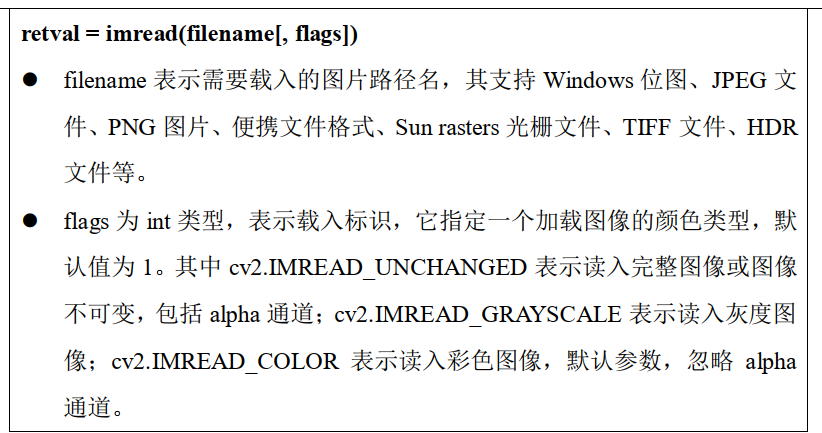 retval = imread(filename[, flags])
● filename 表示需要载入的图片路径名，其支持 Windows 位图、JPEG 文
件、PNG 图片、便携文件格式、Sun rasters 光栅文件、TIFF 文件、HDR
文件等。
● flags 为 int 类型，表示载入标识，它指定一个加载图像的颜色类型，默
认值为 1。其中 cv2.IMREAD_UNCHANGED 表示读入完整图像或图像
不可变，包括 alpha 通道；cv2.IMREAD_GRAYSCALE 表示读入灰度图
像；cv2.IMREAD_COLOR 表示读入彩色图像，默认参数，忽略 alpha
通道。